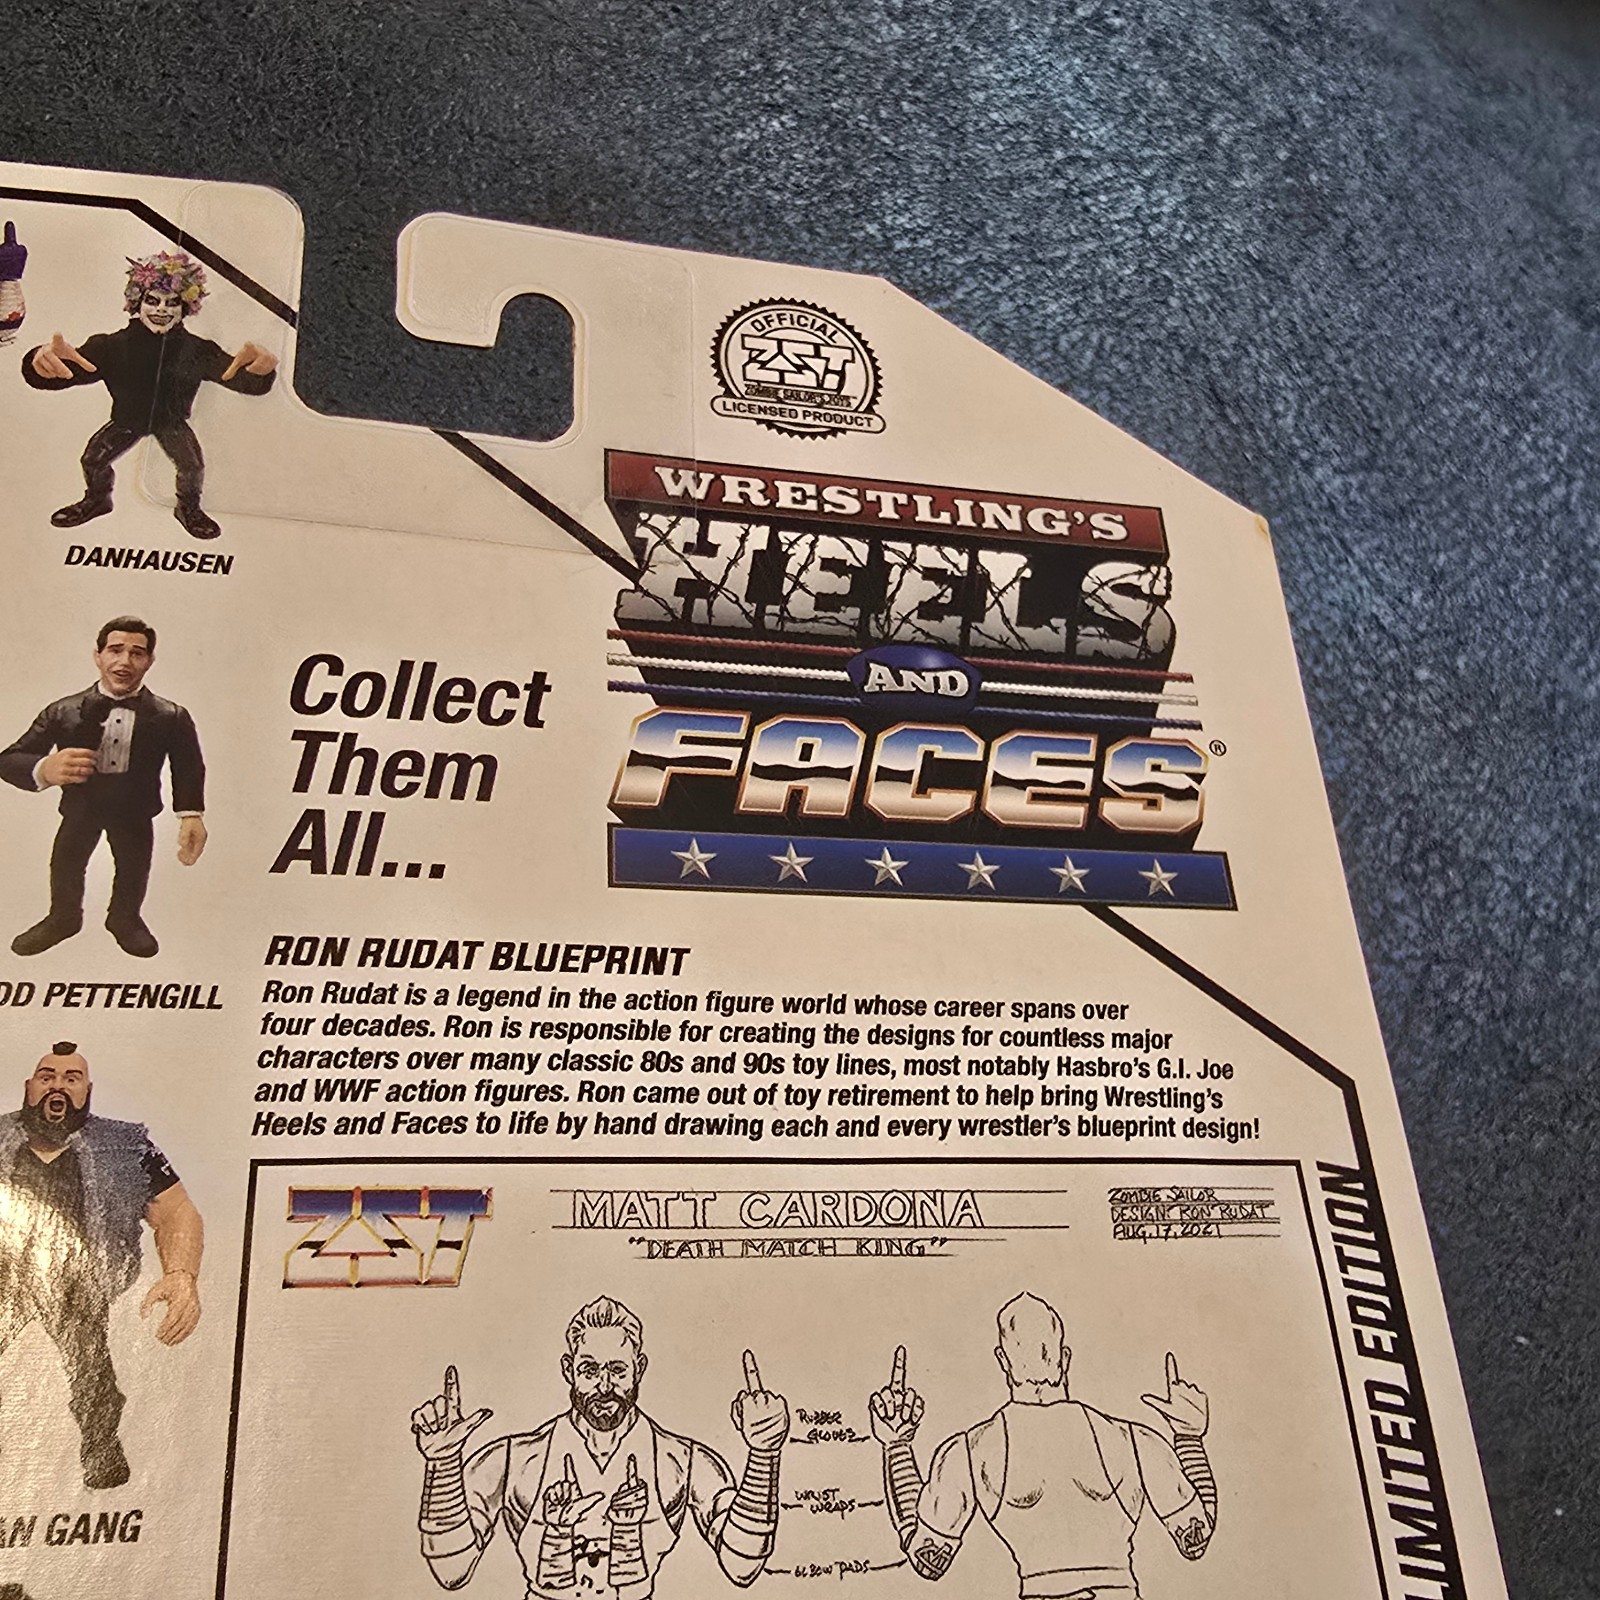 OFFICIAL
ZST
ZOMBIE SAILOR'S TOYS
LICENSED PRODUCT
WRESTLING'S
HEELS
AND
FACES®
DANHAUSEN
Collect
Them
All...
DD PETTENGILL
RON RUDAT BLUEPRINT
Ron Rudat is a legend in the action figure world whose career spans over
four decades. Ron is responsible for creating the designs for countless major
characters over many classic 80s and 90s toy lines, most notably Hasbro's G.I. Joe
and WWF action figures. Ron came out of toy retirement to help bring Wrestling's
Heels and Faces to life by hand drawing each and every wrestler's blueprint design!
ZST
MATT CARDONA
"DEATH MATCH KING"
ZOMBIE SAILOR
DESIGN: RON RUDAT
AUG. 17, 2021
RUBBER
GLOVES
WRIST
WRAPS
ELBOW PADS
AN GANG
LIMITED EDITION